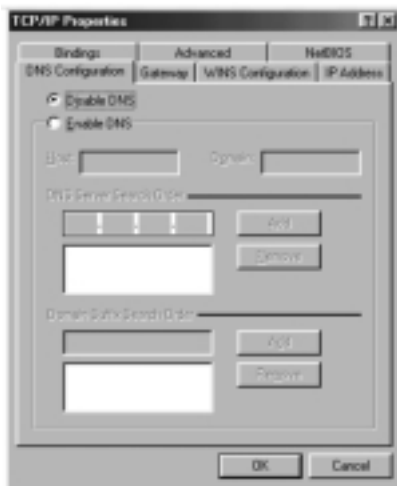 TCP/IP Properties
Bindings Advanced NetBIOS
DNS Configuration Gateway WINS Configuration IP Address
Disable DNS
Enable DNS
Host: Domain:
DNS Server Search Order
Add
Remove
Domain Suffix Search Order
Add
Remove
OK Cancel